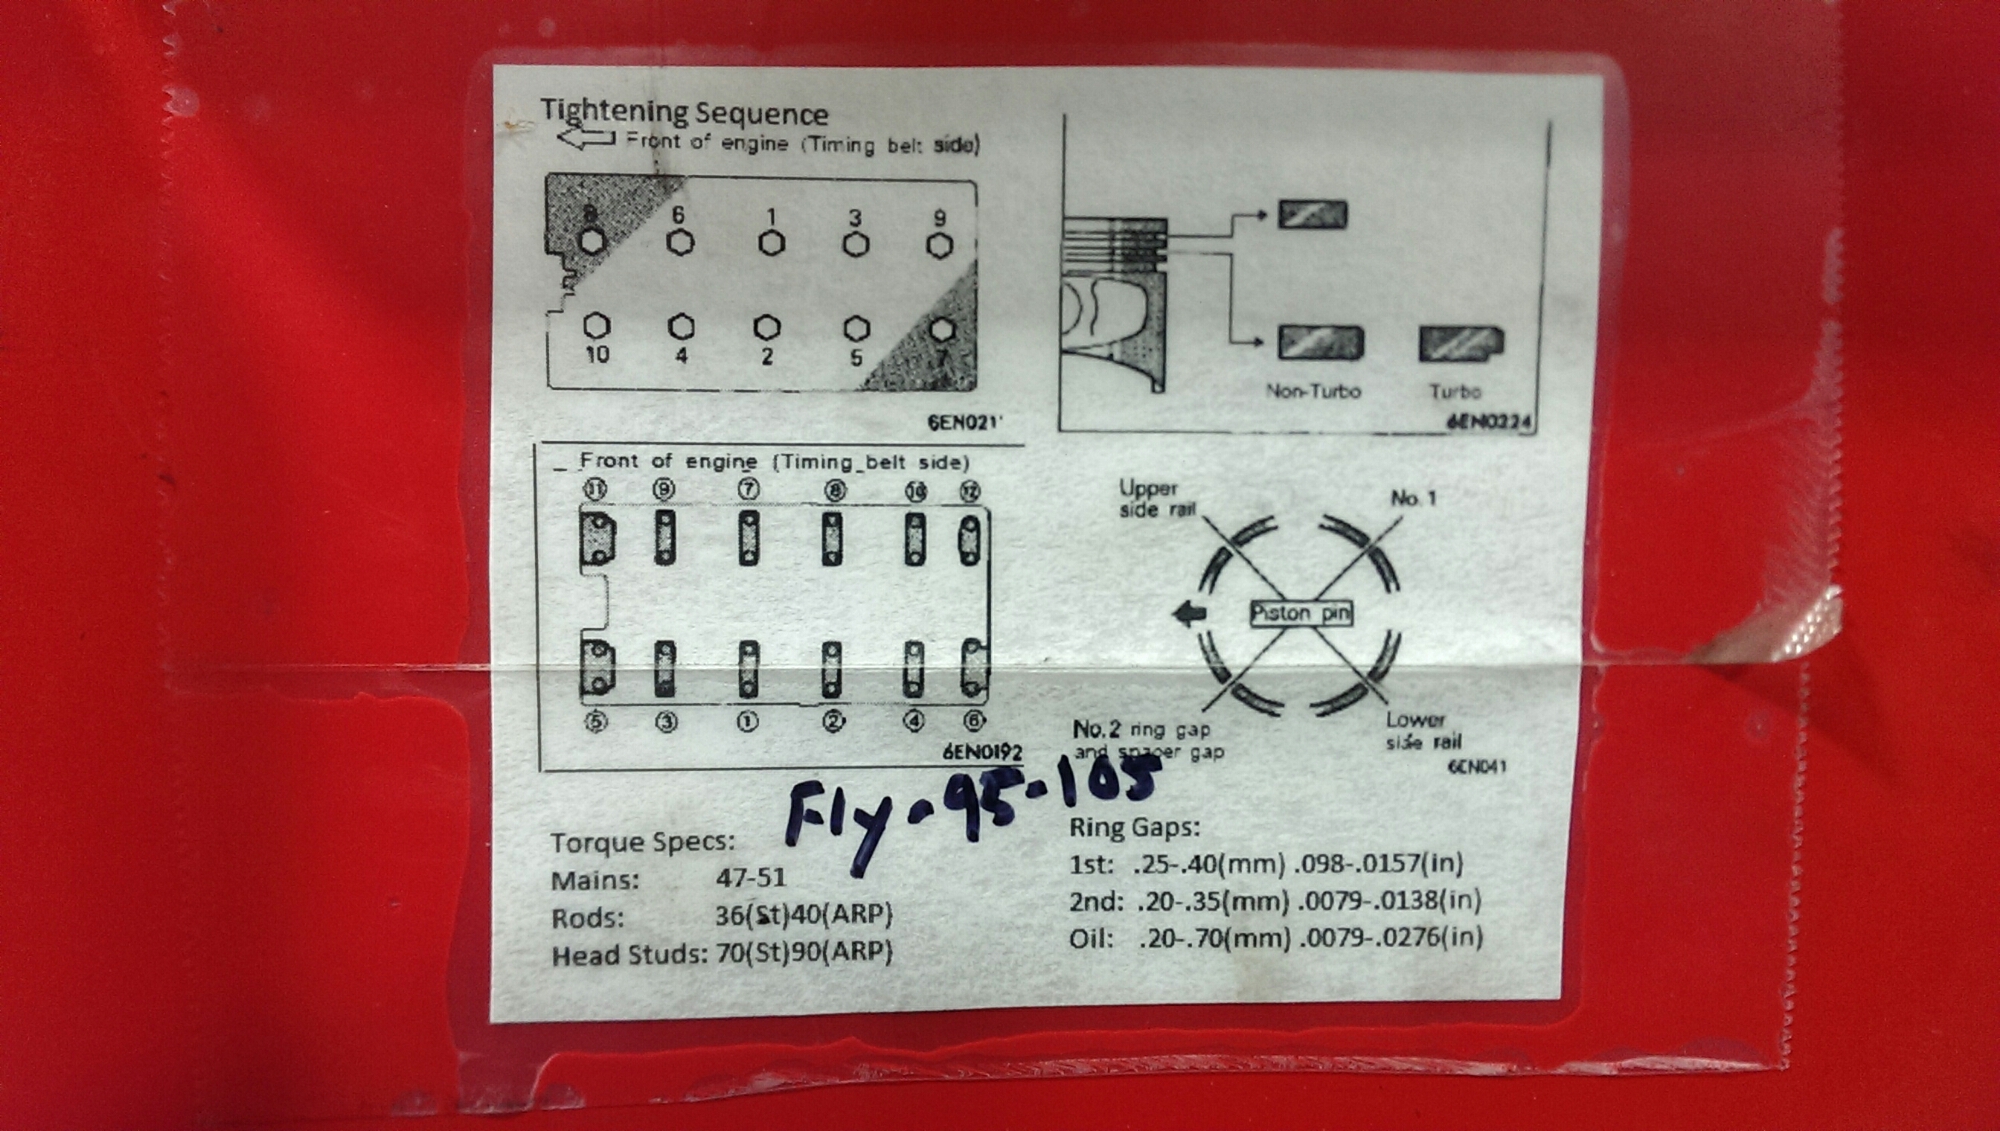 Tightening Sequence
Front of engine (Timing belt side)
8 6 1 3 9
10 4 2 5 7
6EN021
Non-Turbo Turbo
6EN0224
Front of engine (Timing belt side)
11 9 7 8 10 12
5 3 1 2 4 6
6EN0192
Upper
side rail
No. 1
Piston pin
No.2 ring gap
and spacer gap
Lower
side rail
6EN041
Fly-95-105
Torque Specs:
Mains: 47-51
Rods: 36(St)40(ARP)
Head Studs: 70(St)90(ARP)
Ring Gaps:
1st: .25-.40(mm) .098-.0157(in)
2nd: .20-.35(mm) .0079-.0138(in)
Oil: .20-.70(mm) .0079-.0276(in)